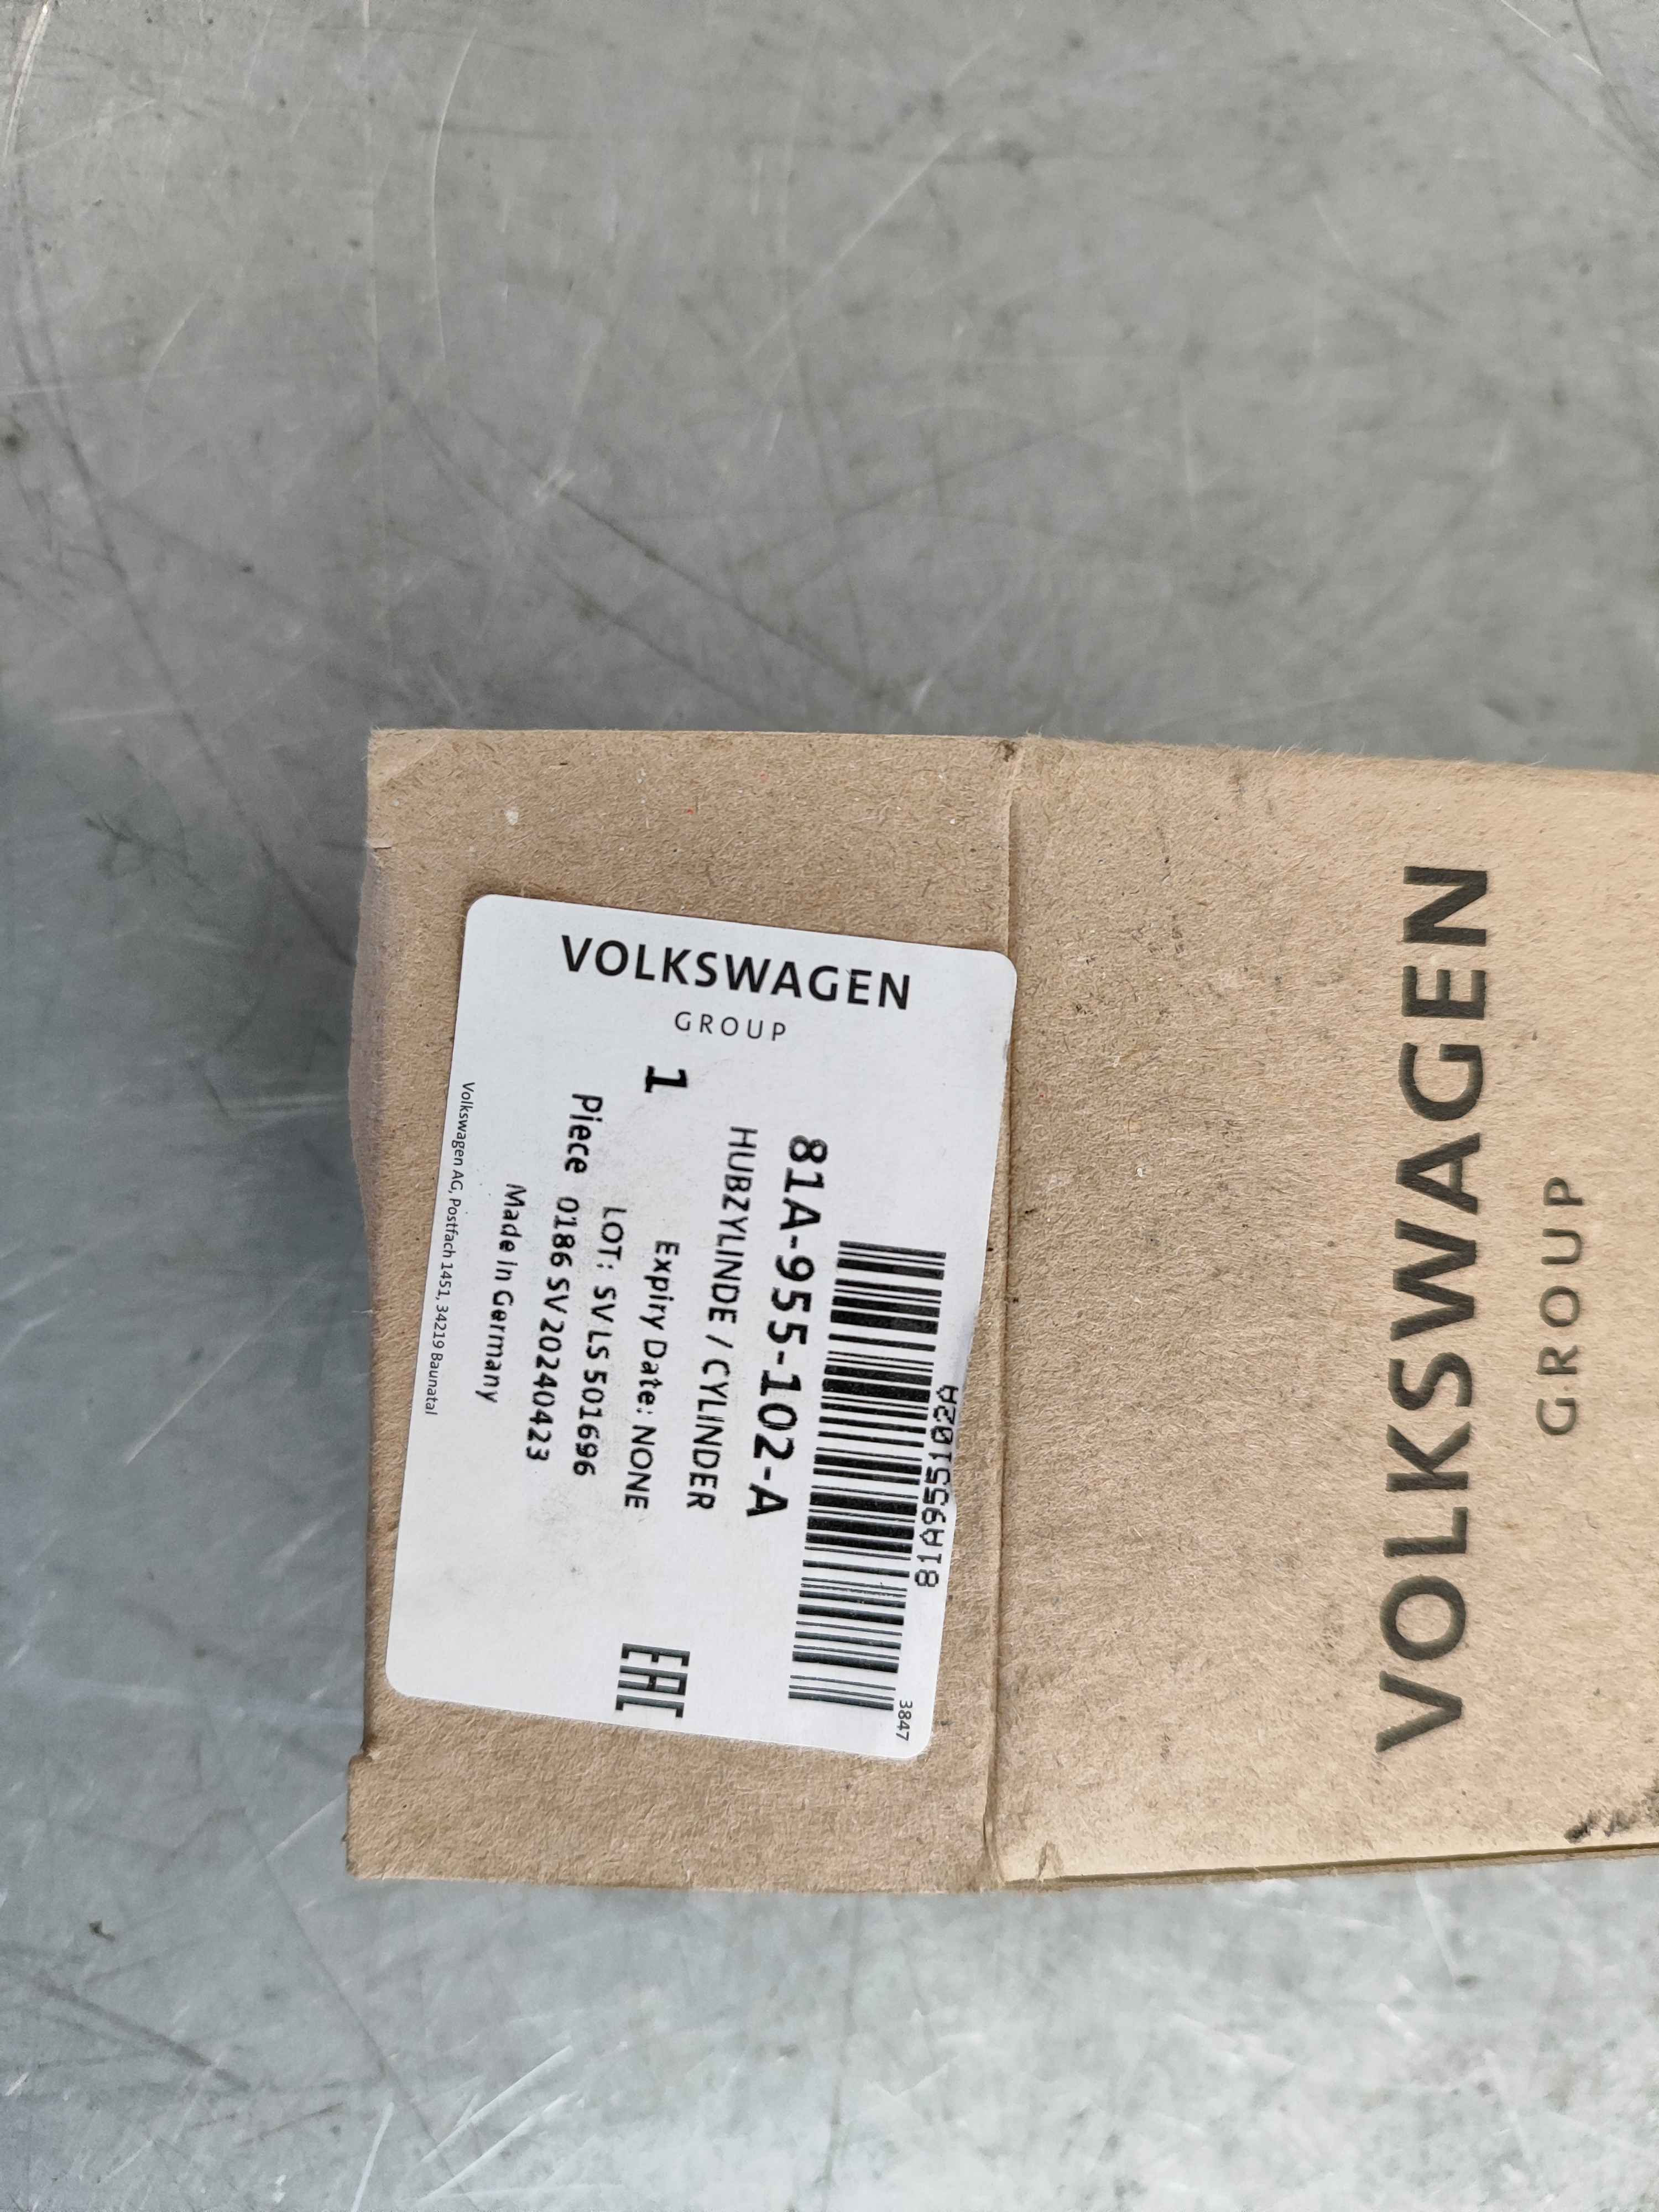 VOLKSWAGEN
GROUP
81A955102A
3847
81A-955-102-A
HUBZYLINDE / CYLINDER
1
Expiry Date: NONE
LOT: SV LS 501696
Piece 0186 SV 20240423
Made in Germany
Volkswagen AG, Postfach 1451, 34219 Baunatal
EAC
VOLKSWAGEN
GROUP